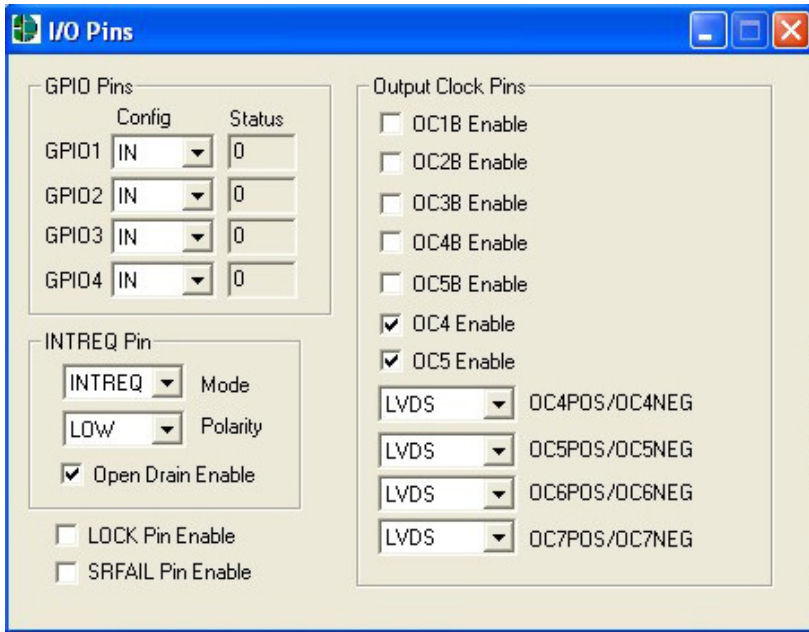 I/O Pins
GPIO Pins
Config Status
GPIO1 IN 0
GPIO2 IN 0
GPIO3 IN 0
GPIO4 IN 0
INTREQ Pin
INTREQ Mode
LOW Polarity
Open Drain Enable
LOCK Pin Enable
SRFAIL Pin Enable
Output Clock Pins
OC1B Enable
OC2B Enable
OC3B Enable
OC4B Enable
OC5B Enable
OC4 Enable
OC5 Enable
LVDS OC4POS/OC4NEG
LVDS OC5POS/OC5NEG
LVDS OC6POS/OC6NEG
LVDS OC7POS/OC7NEG